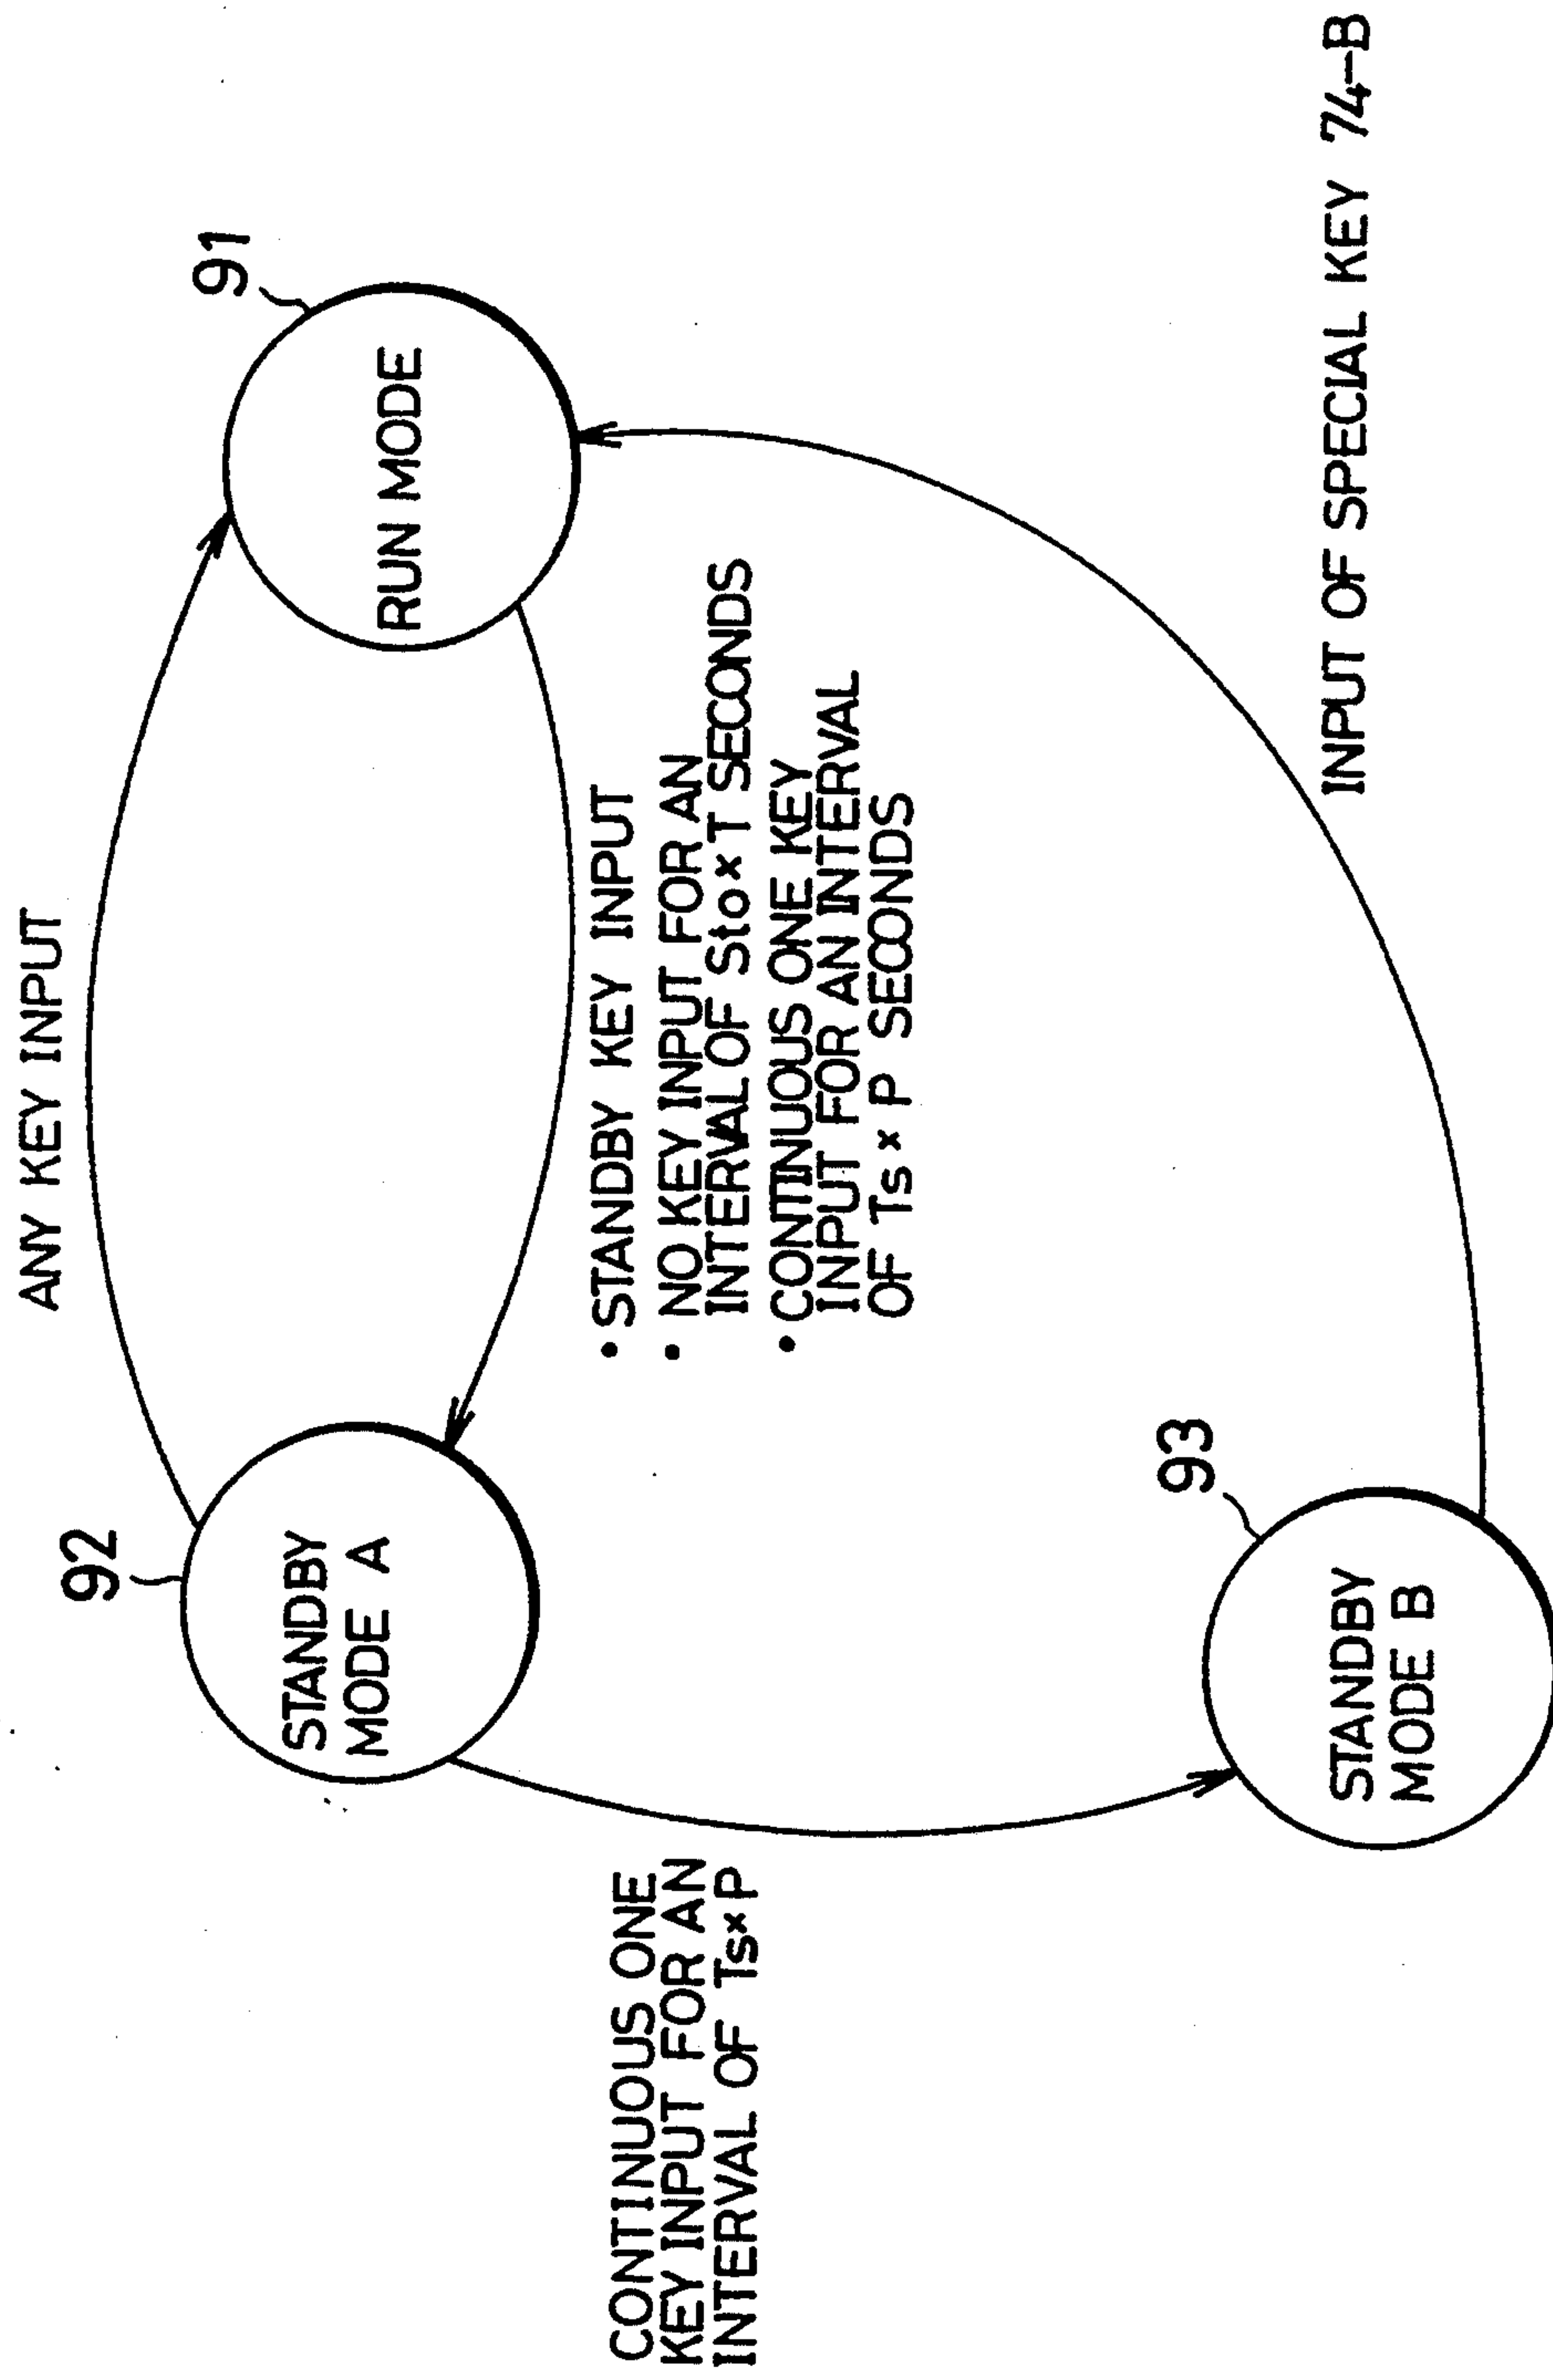 ANY KEY INPUT
92
91
STANDBY
MODE A
RUN MODE
• STANDBY KEY INPUT
• NO KEY INPUT FOR AN
INTERVAL OF Sto × T SECONDS
• CONTINUOUS ONE KEY
INPUT FOR AN INTERVAL
OF Ts × P SECONDS
CONTINUOUS ONE
KEY INPUT FOR AN
INTERVAL OF Ts×P
93
STANDBY
MODE B
INPUT OF SPECIAL KEY 74-B